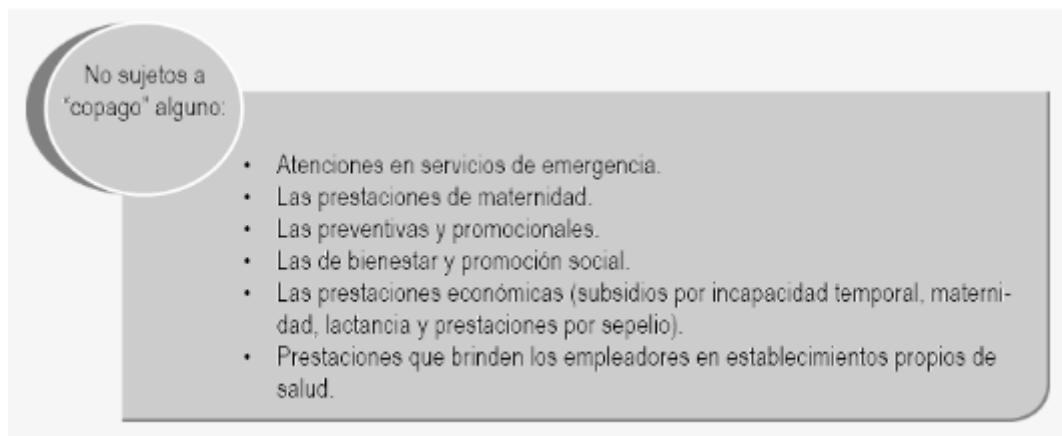 No sujetos a
"copago" alguno:
• Atenciones en servicios de emergencia.
• Las prestaciones de maternidad.
• Las preventivas y promocionales.
• Las de bienestar y promoción social.
• Las prestaciones económicas (subsidios por incapacidad temporal, materni-
dad, lactancia y prestaciones por sepelio).
• Prestaciones que brinden los empleadores en establecimientos propios de
salud.